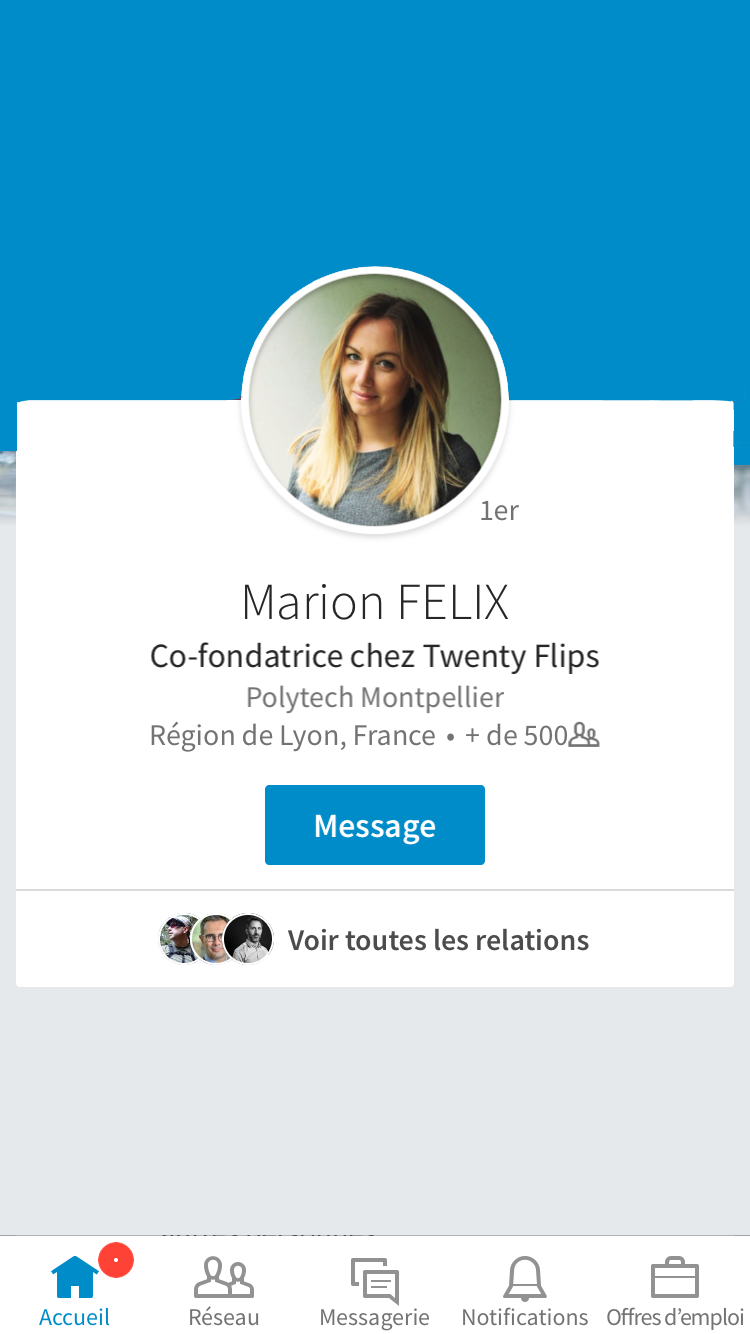 1er
Marion FELIX
Co-fondatrice chez Twenty Flips
Polytech Montpellier
Région de Lyon, France • + de 500
Message
Voir toutes les relations
Accueil
Réseau
Messagerie
Notifications
Offres d'emploi